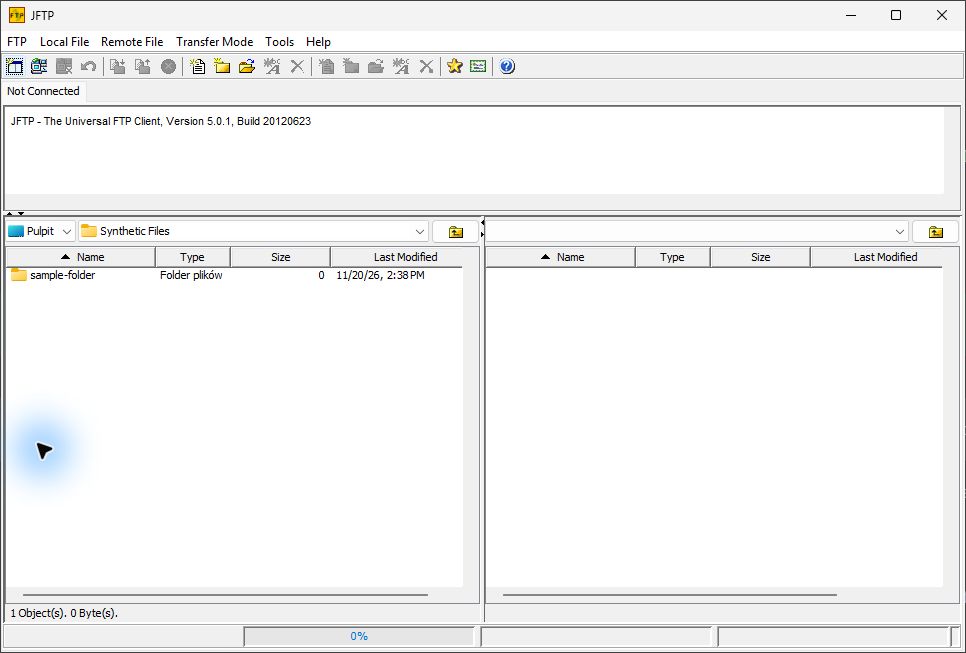 FTP JFTP
FTP Local File Remote File Transfer Mode Tools Help
Not Connected
JFTP - The Universal FTP Client, Version 5.0.1, Build 20120623
Pulpit Synthetic Files
Name Type Size Last Modified Name Type Size Last Modified
sample-folder Folder plików 0 11/20/26, 2:38 PM
1 Object(s). 0 Byte(s).
0%